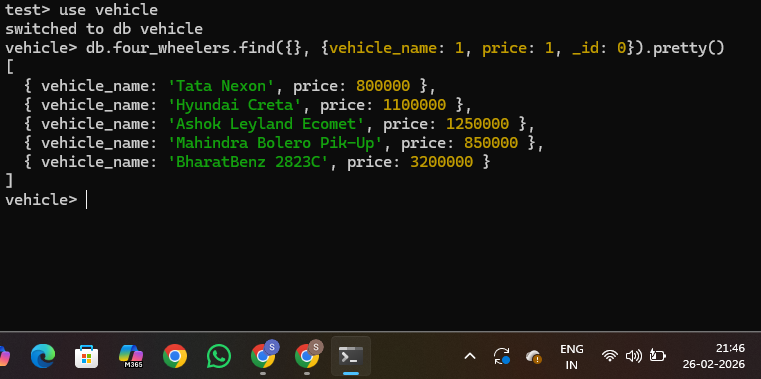 test> use vehicle
switched to db vehicle
vehicle> db.four_wheelers.find({}, {vehicle_name: 1, price: 1, _id: 0}).pretty()
[
  { vehicle_name: 'Tata Nexon', price: 800000 },
  { vehicle_name: 'Hyundai Creta', price: 1100000 },
  { vehicle_name: 'Ashok Leyland Ecomet', price: 1250000 },
  { vehicle_name: 'Mahindra Bolero Pik-Up', price: 850000 },
  { vehicle_name: 'BharatBenz 2823C', price: 3200000 }
]
vehicle>
M365
S
S
ENG
IN
21:46
26-02-2026